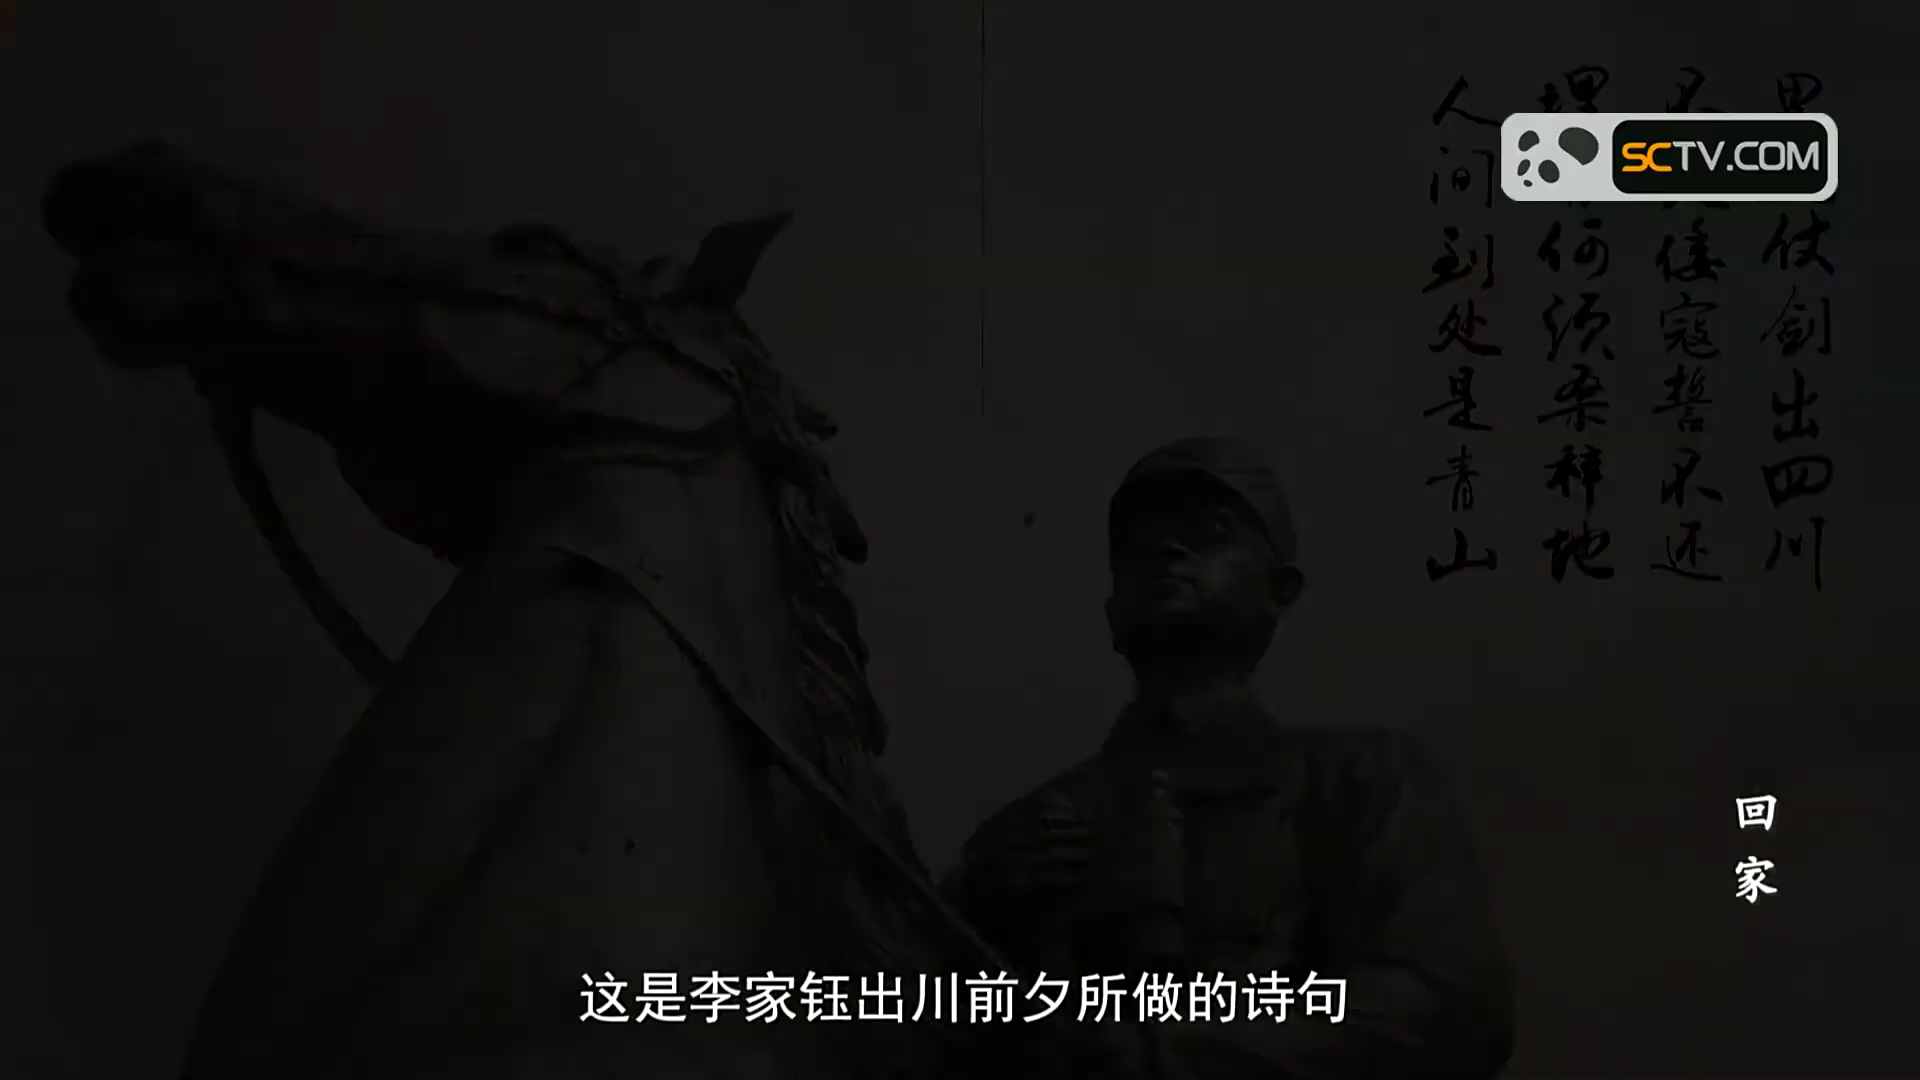 仗剑出四川
倭寇誓不还
何须桑梓地
人间到处是青山
SCTV.COM
回家
这是李家钰出川前夕所做的诗句